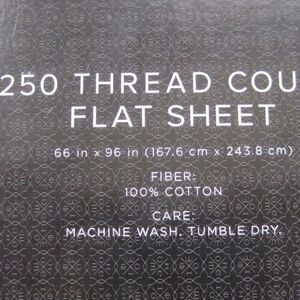 250 THREAD COU
FLAT SHEET
66 in x 96 in (167.6 cm x 243.8 cm)
FIBER:
100% COTTON
CARE:
MACHINE WASH. TUMBLE DRY.